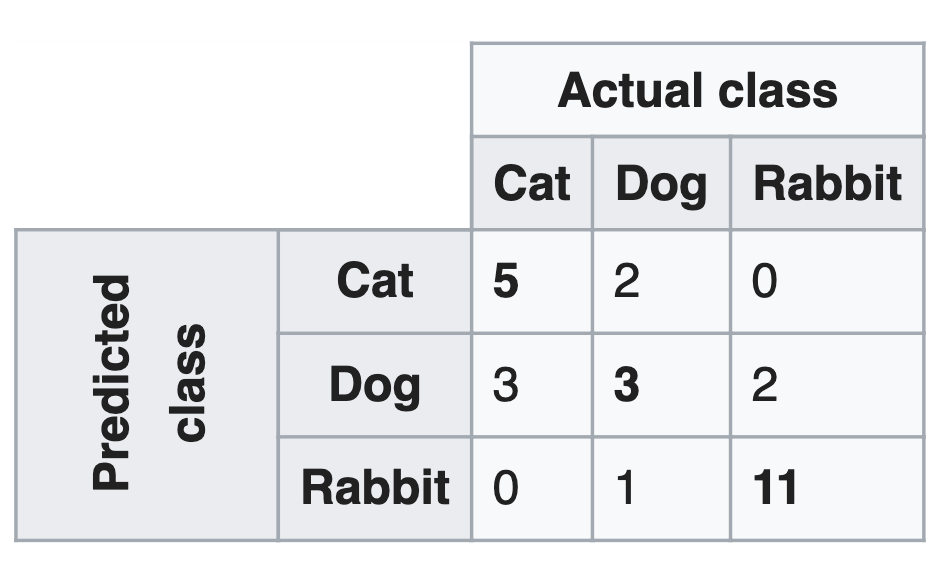 Actual class
Cat Dog Rabbit
Predicted
class
Cat 5 2 0
Dog 3 3 2
Rabbit 0 1 11